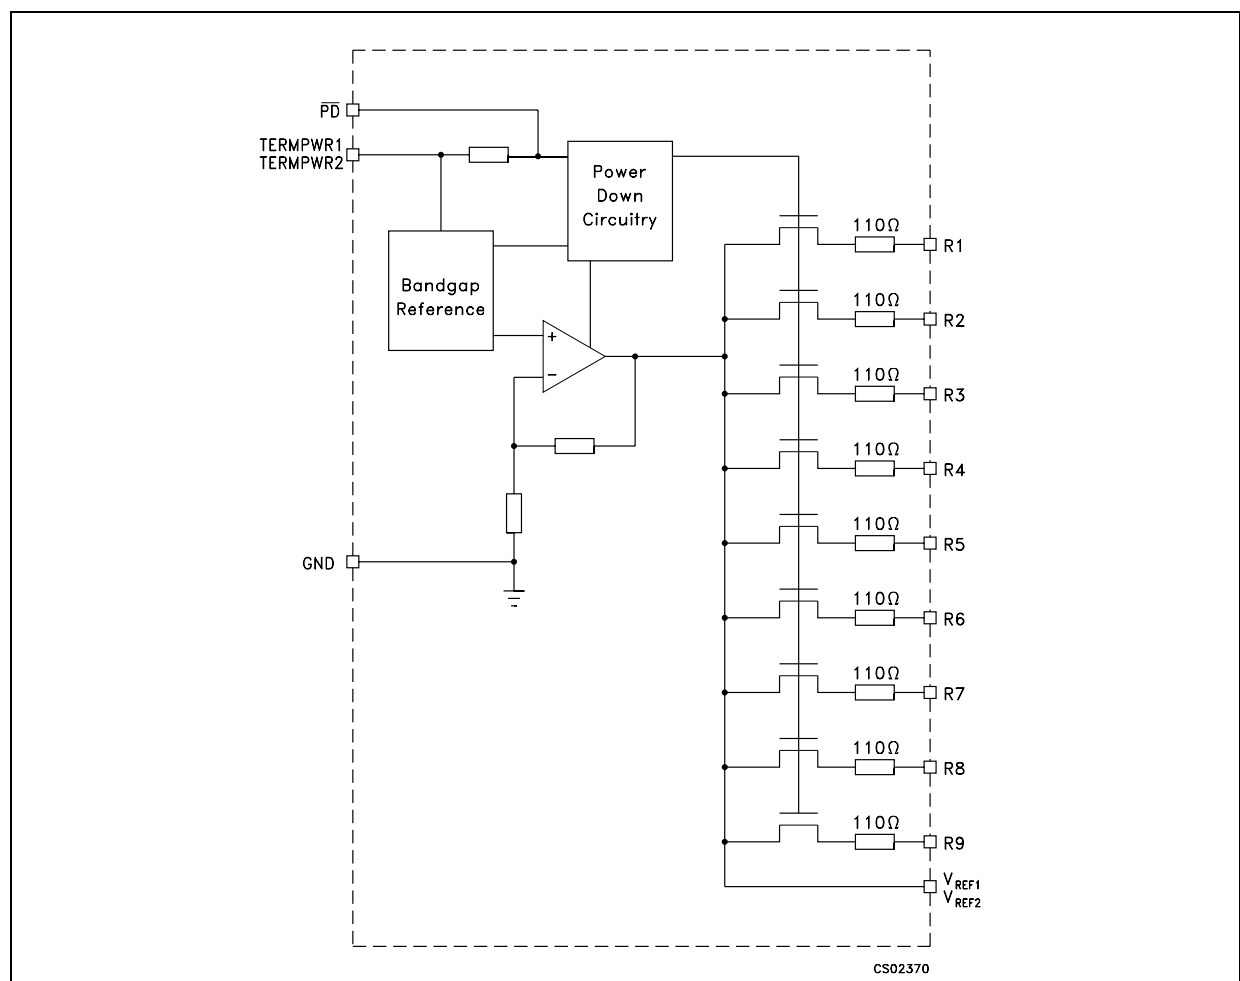 P̅D̅
TERMPWR1
TERMPWR2
Power
Down
Circuitry
Bandgap
Reference
+
−
GND
110Ω
R1
110Ω
R2
110Ω
R3
110Ω
R4
110Ω
R5
110Ω
R6
110Ω
R7
110Ω
R8
110Ω
R9
VREF1
VREF2
CS02370